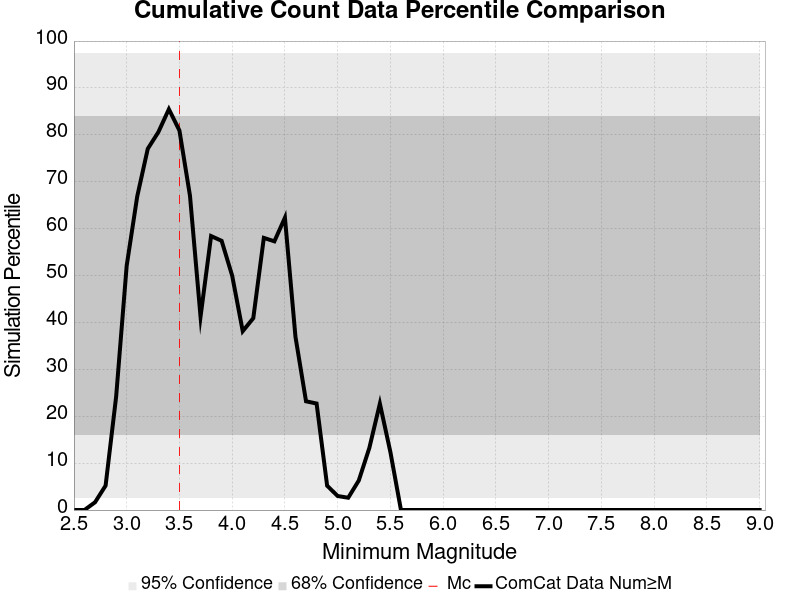 Cumulative Count Data Percentile Comparison
100
90
80
70
60
50
40
30
20
10
0
Simulation Percentile
2.5 3.0 3.5 4.0 4.5 5.0 5.5 6.0 6.5 7.0 7.5 8.0 8.5 9.0
Minimum Magnitude
95% Confidence 68% Confidence Mc ComCat Data Num≥M